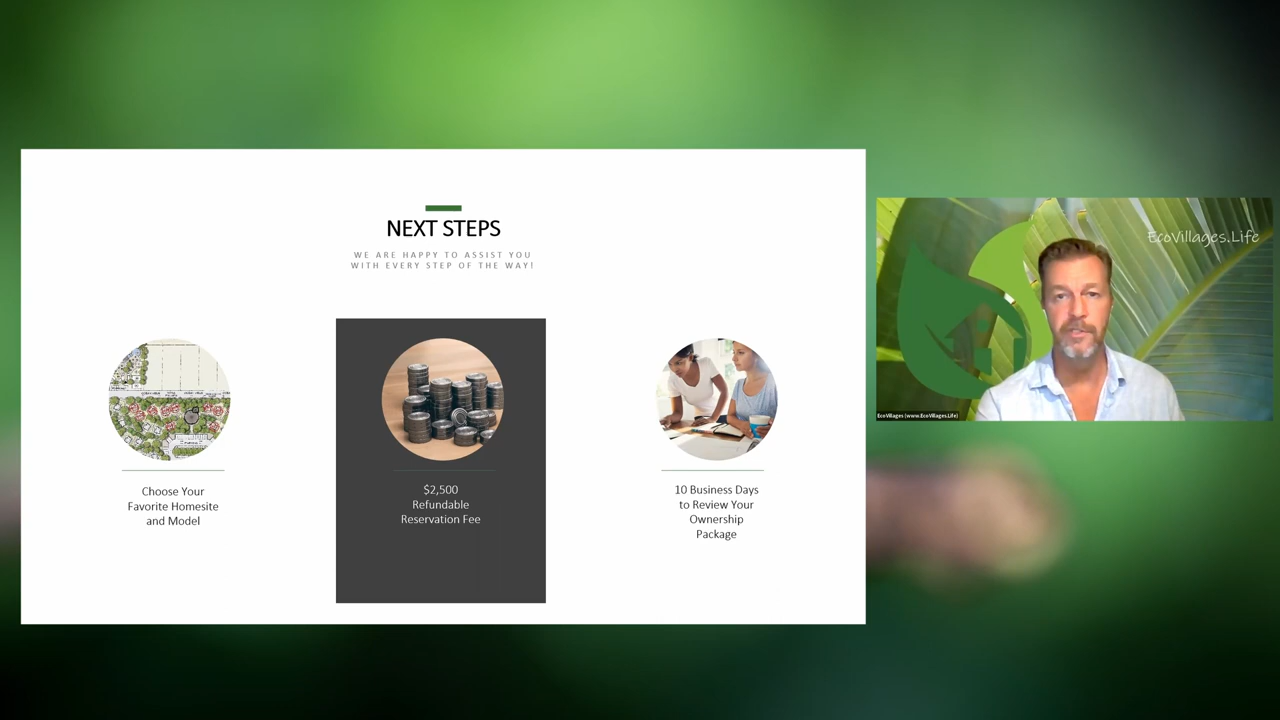 NEXT STEPS
WE ARE HAPPY TO ASSIST YOU
WITH EVERY STEP OF THE WAY!
Choose Your
Favorite Homesite
and Model
$2,500
Refundable
Reservation Fee
10 Business Days
to Review Your
Ownership
Package
EcoVillages.Life
EcoVillages (www.EcoVillages.Life)